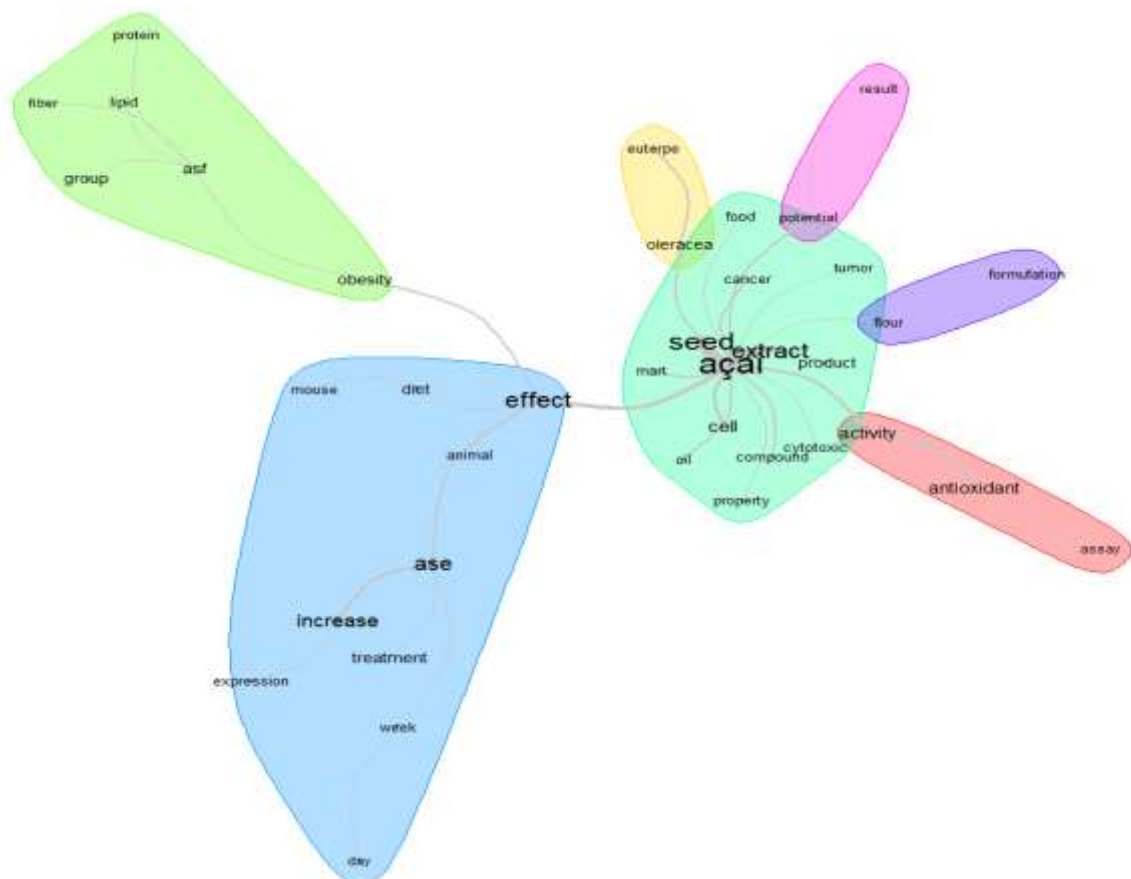 protein
fiber
lipid
group
asf
obesity
result
euterpe
oleracea
food
potential
cancer
tumor
formulation
flour
seed
extract
açaí
mart
product
cell
activity
oil
compound
cytotoxic
property
antioxidant
assay
mouse
diet
effect
animal
ase
increase
treatment
expression
week
day